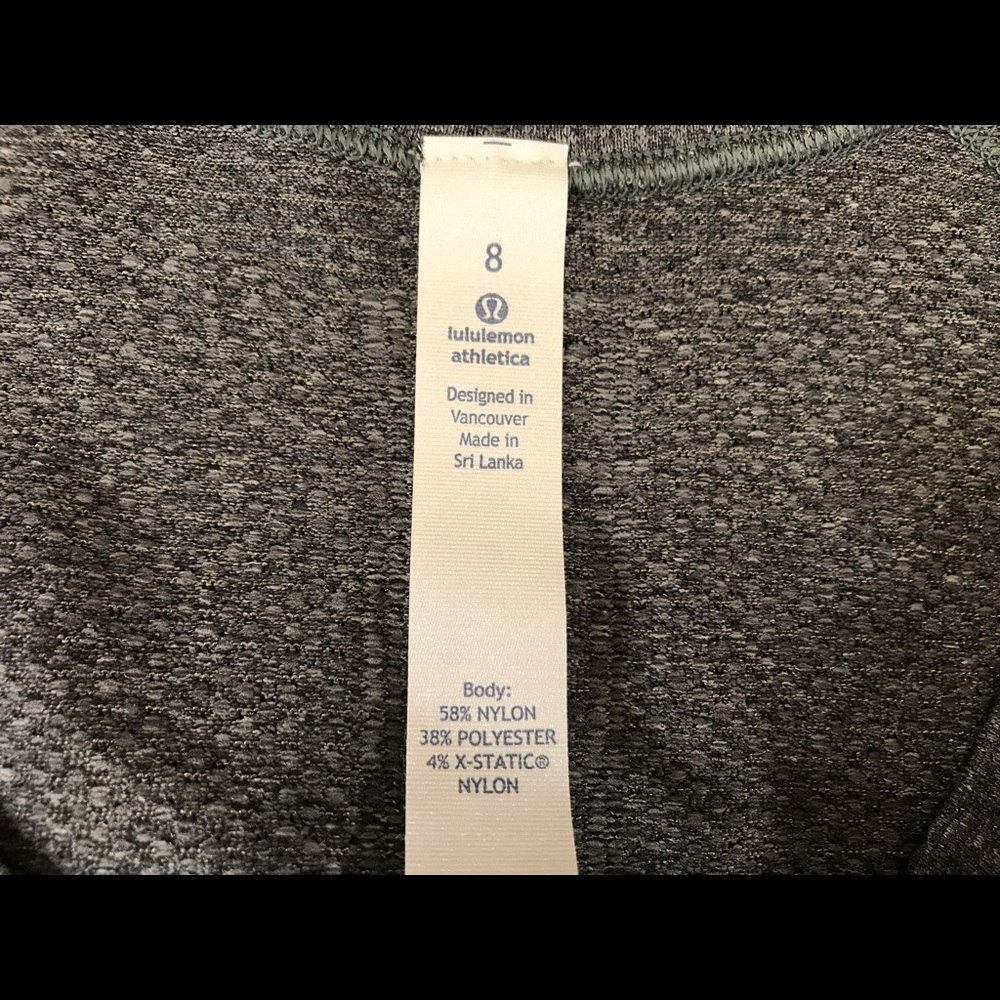 8
lululemon
athletica
Designed in
Vancouver
Made in
Sri Lanka
Body:
58% NYLON
38% POLYESTER
4% X-STATIC®
NYLON